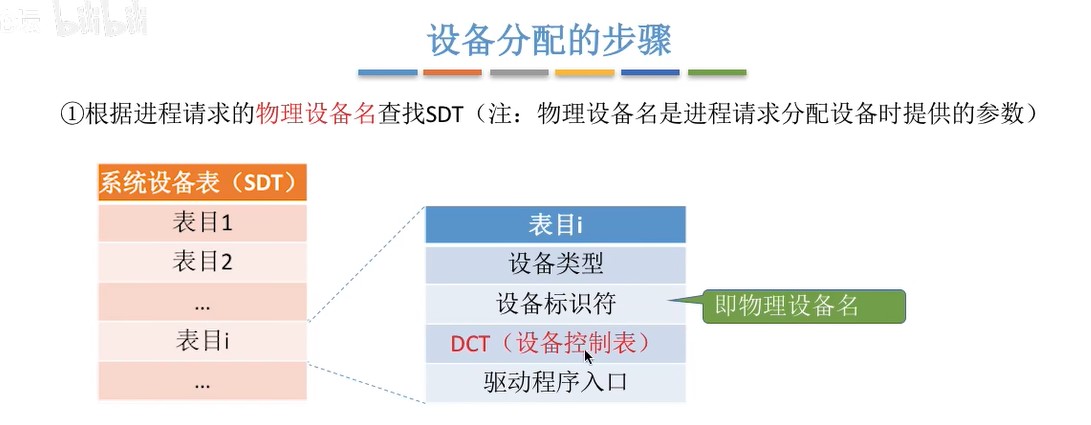 bilibili
设备分配的步骤
①根据进程请求的物理设备名查找SDT（注：物理设备名是进程请求分配设备时提供的参数）
系统设备表（SDT）
表目1
表目2
...
表目i
...
表目i
设备类型
设备标识符
DCT（设备控制表）
驱动程序入口
即物理设备名